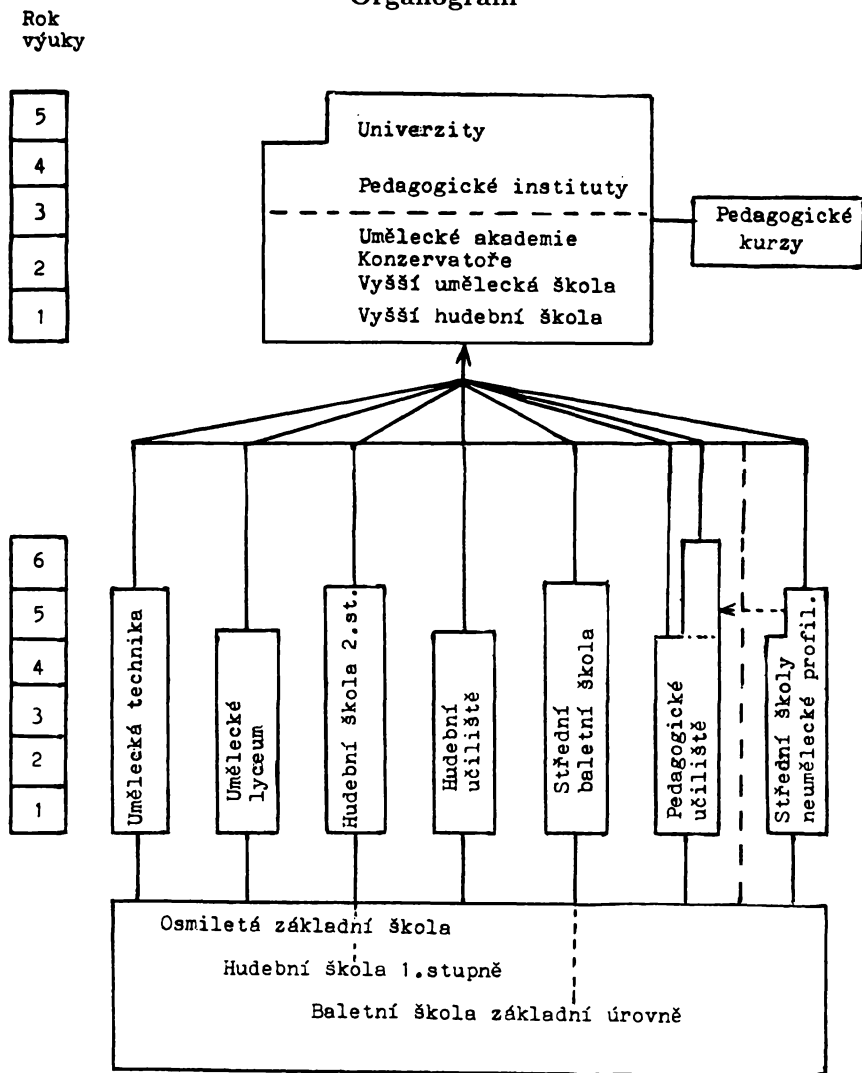 Organogram
Rok
výuky
5
4
3
2
1
Univerzity
Pedagogické instituty
Umělecké akademie
Konzervatoře
Vyšší umělecká škola
Vyšší hudební škola
Pedagogické
kurzy
6
5
4
3
2
1
Umělecká technika
Umělecké
lyceum
Hudební škola 2.st.
Hudební
učiliště
Střední
baletní škola
Pedagogické
učiliště
Střední školy
neumělecké profil.
Osmiletá základní škola
Hudební škola 1.stupně
Baletní škola základní úrovně